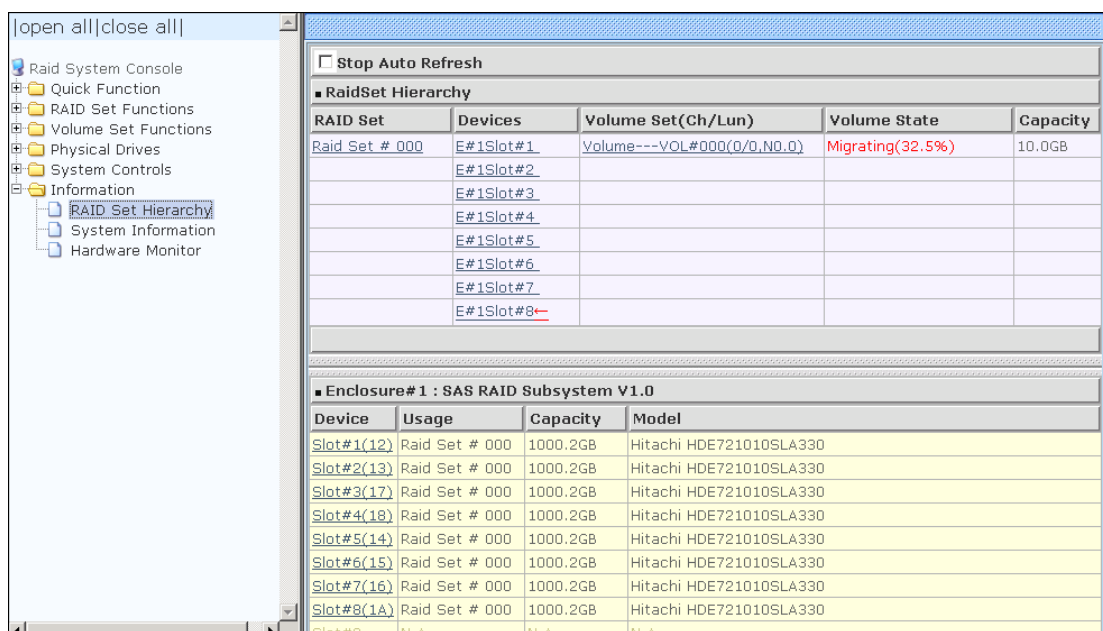 |open all|close all|
Raid System Console
Quick Function
RAID Set Functions
Volume Set Functions
Physical Drives
System Controls
Information
RAID Set Hierarchy
System Information
Hardware Monitor
Stop Auto Refresh
RaidSet Hierarchy
RAID Set Devices Volume Set(Ch/Lun) Volume State Capacity
Raid Set # 000 E#1Slot#1 Volume---VOL#000(0/0,N0.0) Migrating(32.5%) 10.0GB
E#1Slot#2
E#1Slot#3
E#1Slot#4
E#1Slot#5
E#1Slot#6
E#1Slot#7
E#1Slot#8←
Enclosure#1 : SAS RAID Subsystem V1.0
Device Usage Capacity Model
Slot#1(12) Raid Set # 000 1000.2GB Hitachi HDE721010SLA330
Slot#2(13) Raid Set # 000 1000.2GB Hitachi HDE721010SLA330
Slot#3(17) Raid Set # 000 1000.2GB Hitachi HDE721010SLA330
Slot#4(18) Raid Set # 000 1000.2GB Hitachi HDE721010SLA330
Slot#5(14) Raid Set # 000 1000.2GB Hitachi HDE721010SLA330
Slot#6(15) Raid Set # 000 1000.2GB Hitachi HDE721010SLA330
Slot#7(16) Raid Set # 000 1000.2GB Hitachi HDE721010SLA330
Slot#8(1A) Raid Set # 000 1000.2GB Hitachi HDE721010SLA330